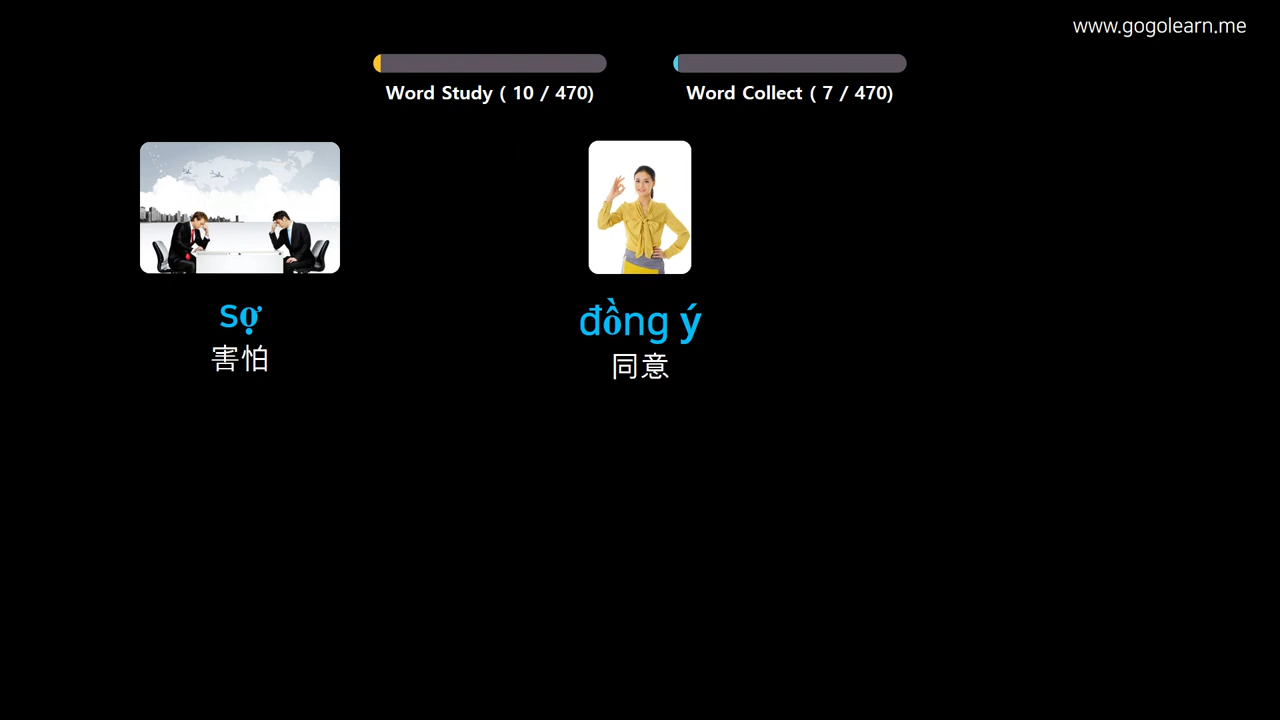 www.gogolearn.me
Word Study ( 10 / 470)
Word Collect ( 7 / 470)
sợ
害怕
đồng ý
同意